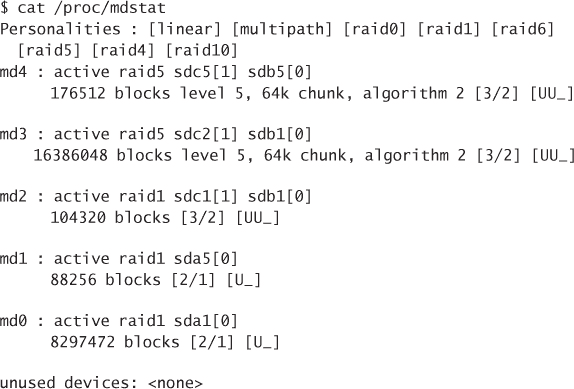 $ cat /proc/mdstat
Personalities : [linear] [multipath] [raid0] [raid1] [raid6]
[raid5] [raid4] [raid10]
md4 : active raid5 sdc5[1] sdb5[0]
176512 blocks level 5, 64k chunk, algorithm 2 [3/2] [UU_]
md3 : active raid5 sdc2[1] sdb1[0]
16386048 blocks level 5, 64k chunk, algorithm 2 [3/2] [UU_]
md2 : active raid1 sdc1[1] sdb1[0]
104320 blocks [3/2] [UU_]
md1 : active raid1 sda5[0]
88256 blocks [2/1] [U_]
md0 : active raid1 sda1[0]
8297472 blocks [2/1] [U_]
unused devices: <none>